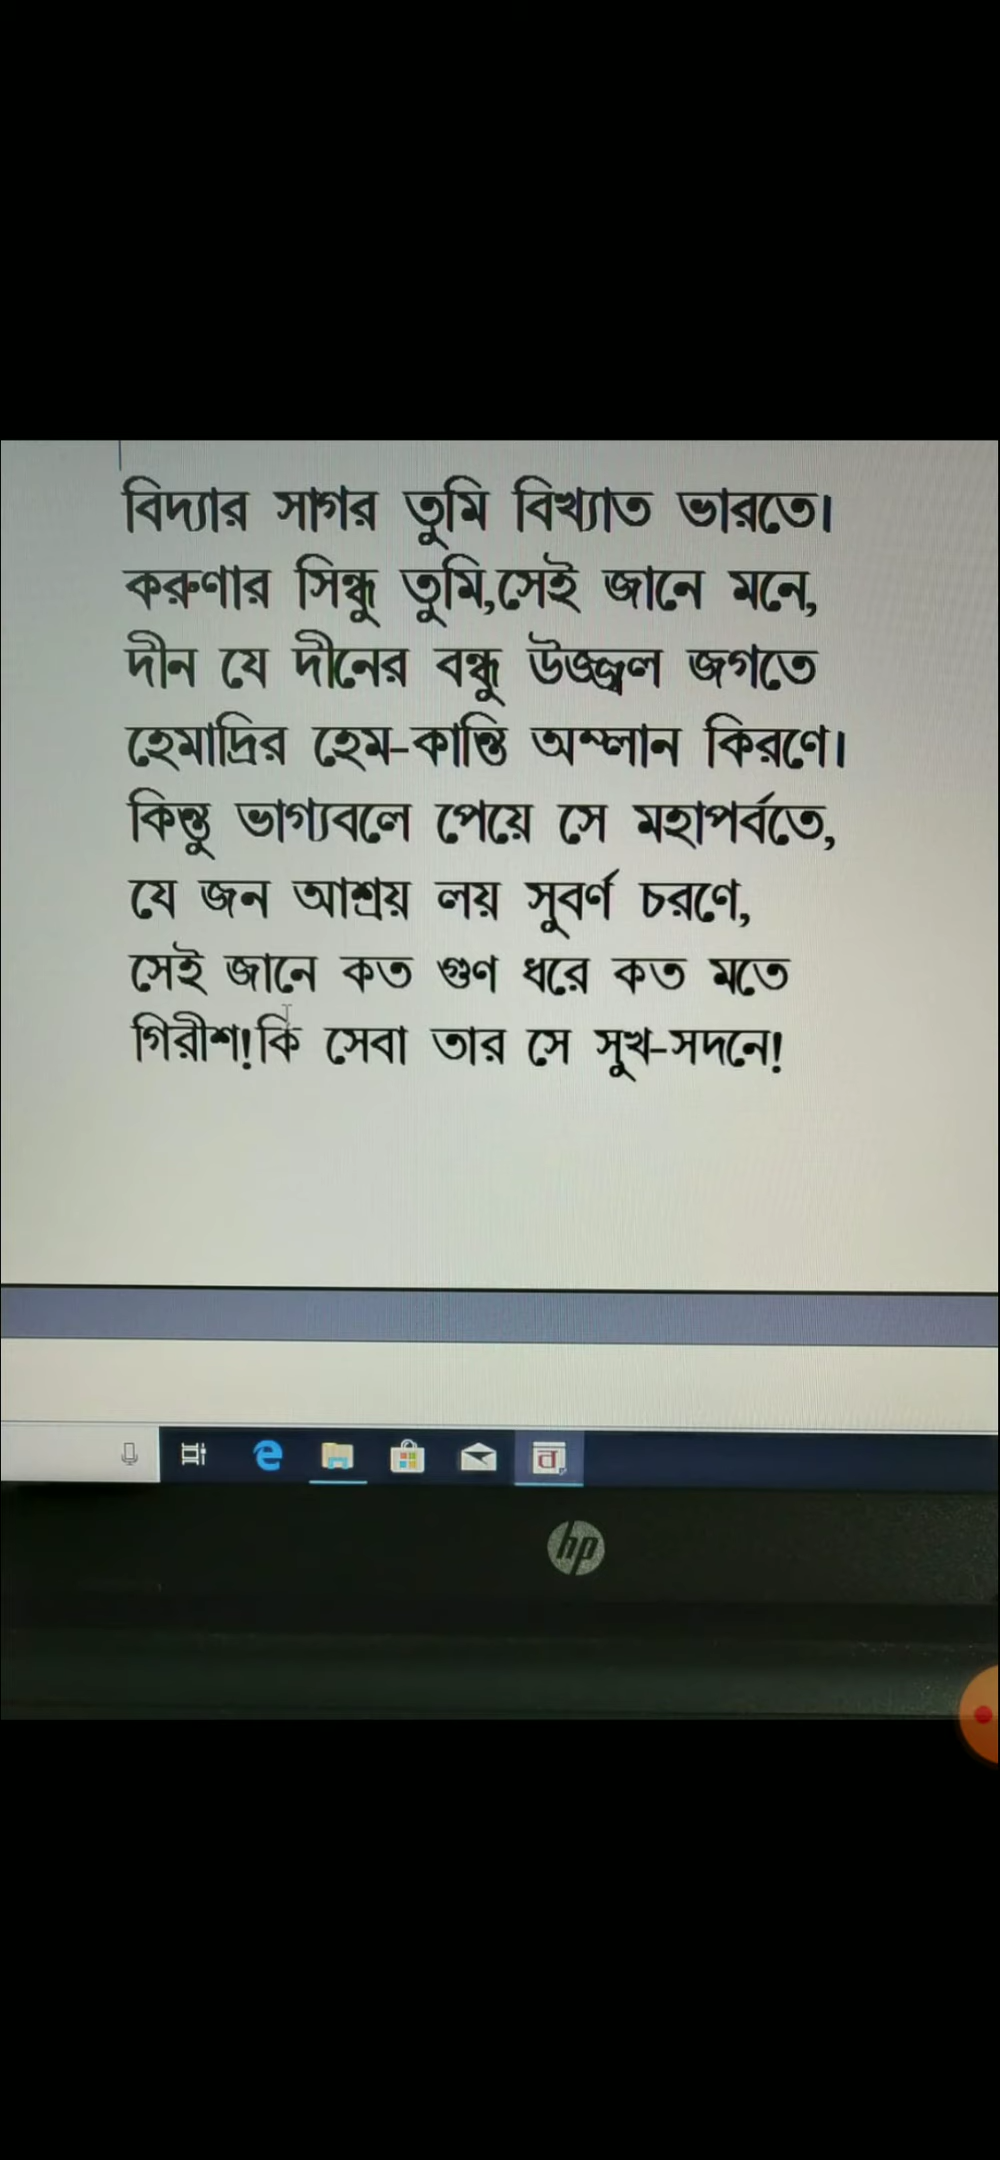 বিদ্যার সাগর তুমি বিখ্যাত ভারতে।
করুণার সিন্ধু তুমি,সেই জানে মনে,
দীন যে দীনের বন্ধু উজ্জ্বল জগতে
হেমাদ্রির হেম-কান্তি অম্লান কিরণে।
কিন্তু ভাগ্যবলে পেয়ে সে মহাপর্বতে,
যে জন আশ্রয় লয় সুবর্ণ চরণে,
সেই জানে কত গুণ ধরে কত মতে
গিরীশ!কি সেবা তার সে সুখ-সদনে!
hp